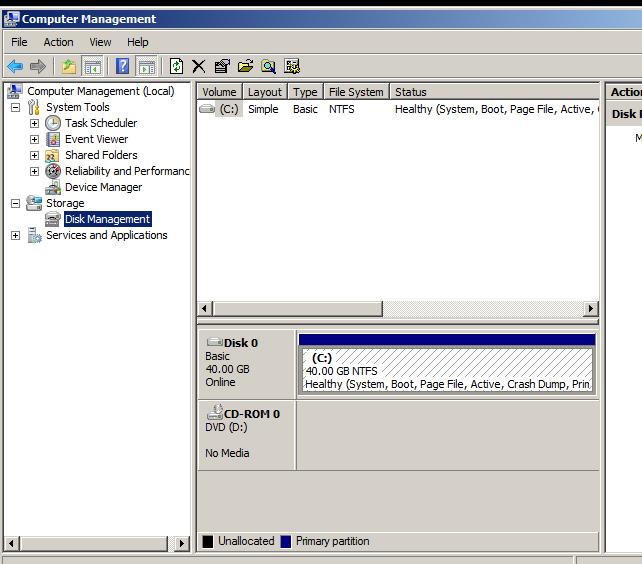 Computer Management
File Action View Help
Computer Management (Local)
System Tools
Task Scheduler
Event Viewer
Shared Folders
Reliability and Performanc
Device Manager
Storage
Disk Management
Services and Applications
Volume Layout Type File System Status
(C:) Simple Basic NTFS Healthy (System, Boot, Page File, Active,
Disk 0
Basic
40.00 GB
Online
(C:)
40.00 GB NTFS
Healthy (System, Boot, Page File, Active, Crash Dump, Prin
CD-ROM 0
DVD (D:)
No Media
Unallocated Primary partition
Actio
Disk
M